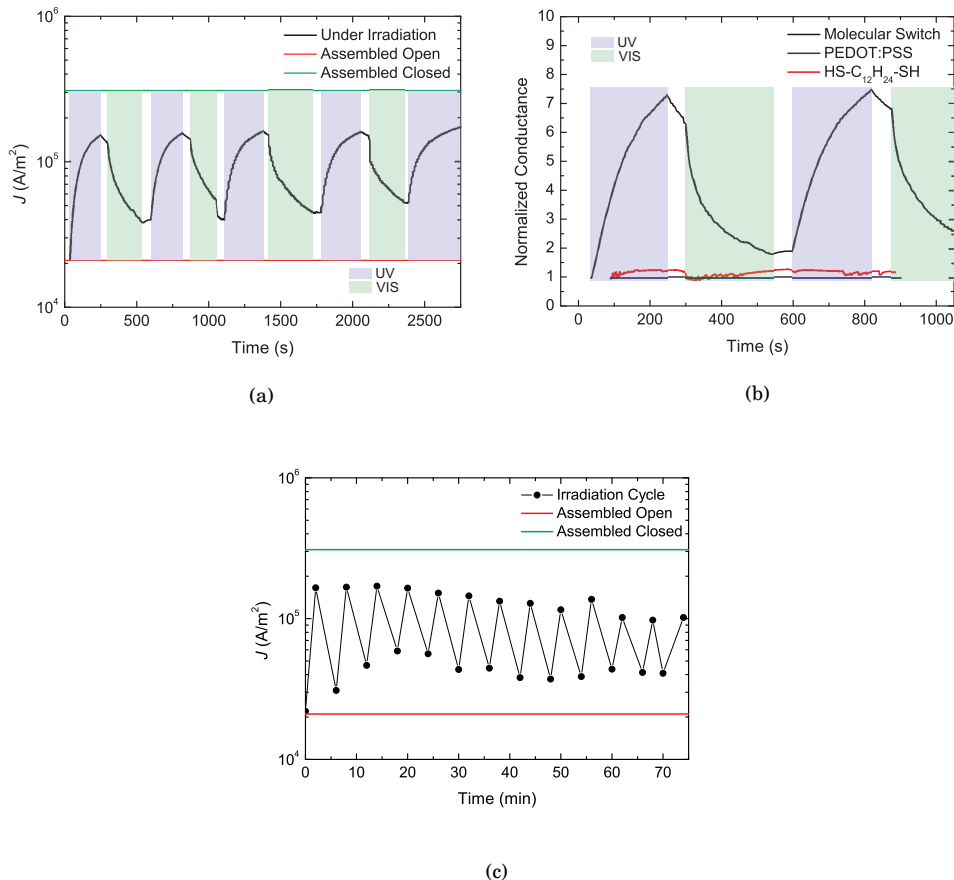 10^6
Under Irradiation
Assembled Open
Assembled Closed
J (A/m^2)
10^5
UV
VIS
10^4
0 500 1000 1500 2000 2500
Time (s)
(a)
10
9
8
7
6
5
4
3
2
1
0
Normalized Conductance
UV
VIS
Molecular Switch
PEDOT:PSS
HS-C_12H_24-SH
0 200 400 600 800 1000
Time (s)
(b)
10^6
Irradiation Cycle
Assembled Open
Assembled Closed
J (A/m^2)
10^5
10^4
0 10 20 30 40 50 60 70
Time (min)
(c)